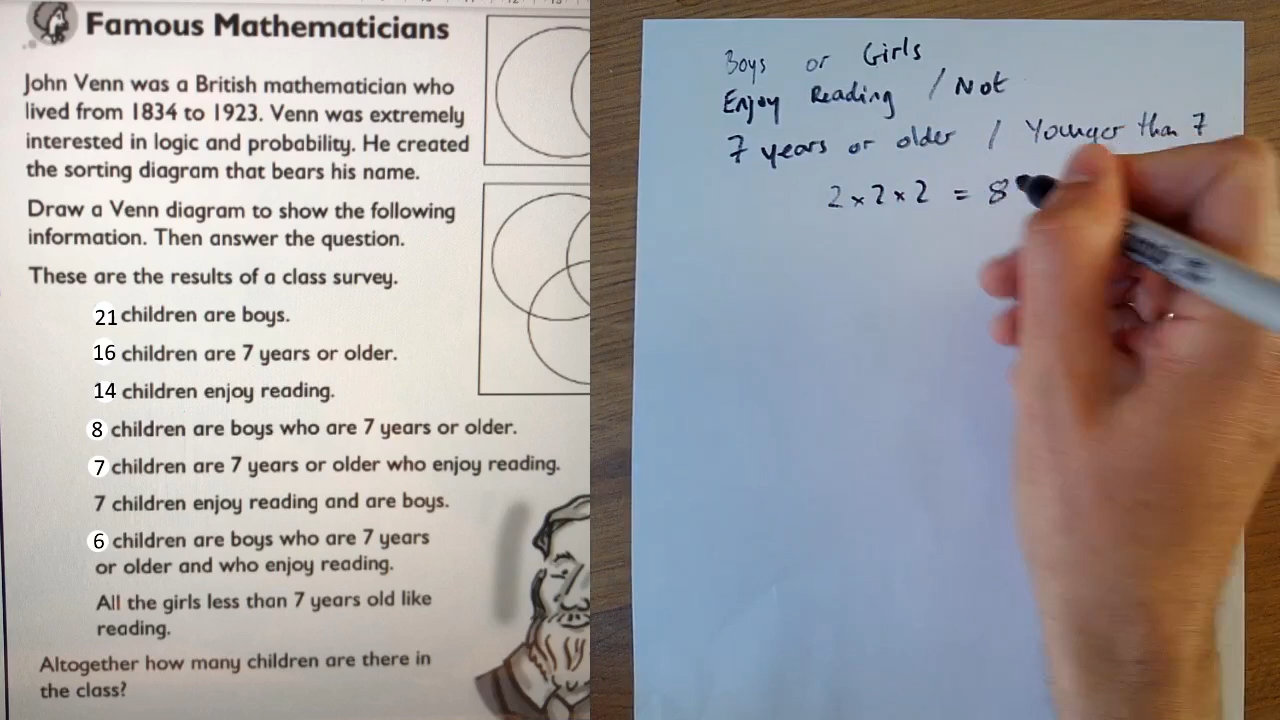 Famous Mathematicians
John Venn was a British mathematician who
lived from 1834 to 1923. Venn was extremely
interested in logic and probability. He created
the sorting diagram that bears his name.
Draw a Venn diagram to show the following
information. Then answer the question.
These are the results of a class survey.
21 children are boys.
16 children are 7 years or older.
14 children enjoy reading.
8 children are boys who are 7 years or older.
7 children are 7 years or older who enjoy reading.
7 children enjoy reading and are boys.
6 children are boys who are 7 years
or older and who enjoy reading.
All the girls less than 7 years old like
reading.
Altogether how many children are there in
the class?
Boys or Girls
Enjoy Reading / Not
7 years or older / Younger than 7
2 × 2 × 2 = 8